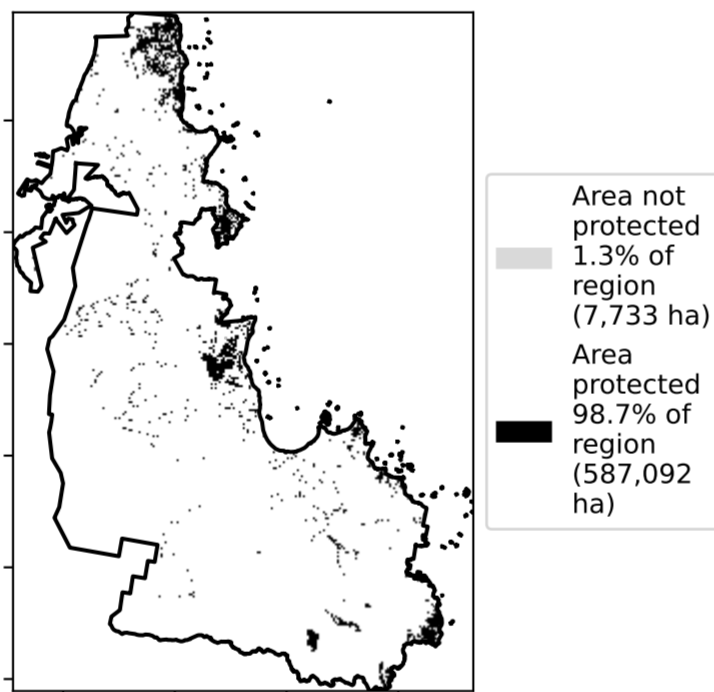 Area not
protected
1.3% of
region
(7,733 ha)
Area
protected
98.7% of
region
(587,092
ha)